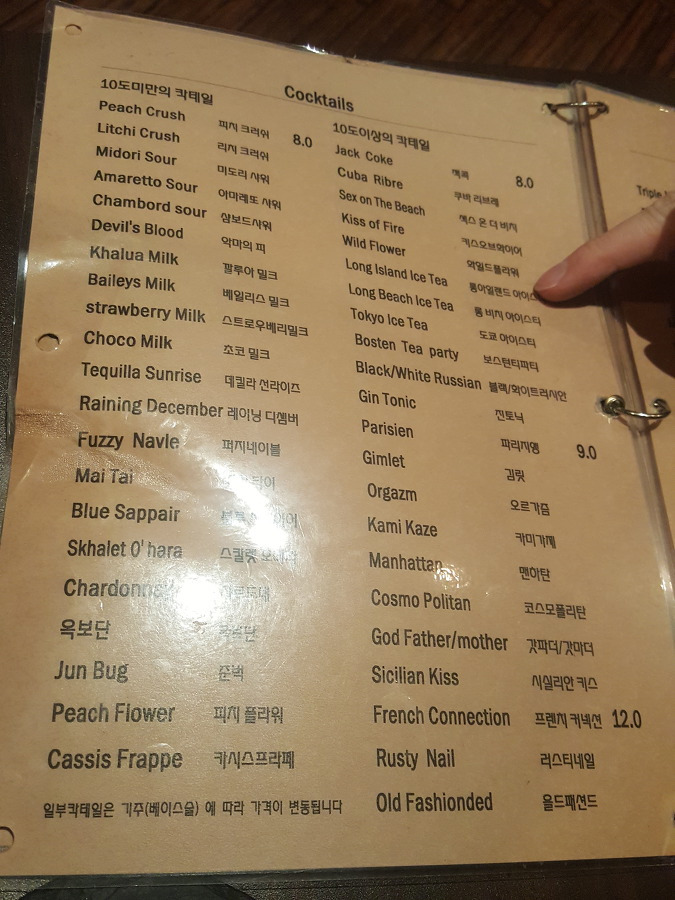 Cocktails
10도미만의 칵테일
Peach Crush 피치 크러쉬 8.0
Litchi Crush 리치 크러쉬
Midori Sour 미도리 사워
Amaretto Sour 아마레또 사워
Chambord sour 샴보드사워
Devil's Blood 악마의 피
Khalua Milk 깔루아 밀크
Baileys Milk 베일리스 밀크
strawberry Milk 스트로우베리밀크
Choco Milk 초코 밀크
Tequilla Sunrise 데킬라 선라이즈
Raining December 레이닝 디셈버
Fuzzy Navle 퍼지네이블
Mai Tai
Blue Sappair
Skhalet O'hara 스칼렛
옥보단
Jun Bug 준벅
Peach Flower 피치 플라워
Cassis Frappe 카시스프라페
일부칵테일은 기주(베이스술) 에 따라 가격이 변동됩니다
10도이상의 칵테일
Jack Coke 잭콕 8.0
Cuba Ribre 쿠바 리브레
Sex on The Beach 섹스 온 더 비치
Kiss of Fire 키스오브화이어
Wild Flower 와일드플라워
Long Island Ice Tea 롱아일랜드
Long Beach Ice Tea 롱 비치 아이스티
Tokyo Ice Tea 도쿄 아이스티
Bosten Tea party 보스턴티파티
Black/White Russian 블랙/화이트러시안
Gin Tonic 진토닉
Parisien 파리지앵 9.0
Gimlet 김릿
Orgazm 오르가즘
Kami Kaze 카미가제
Manhattan 맨하탄
Cosmo Politan 코스모폴리탄
God Father/mother 갓파더/갓마더
Sicilian Kiss 시실리안 키스
French Connection 프렌치 커넥션 12.0
Rusty Nail 러스티네일
Old Fashionded 올드패션드
Triple